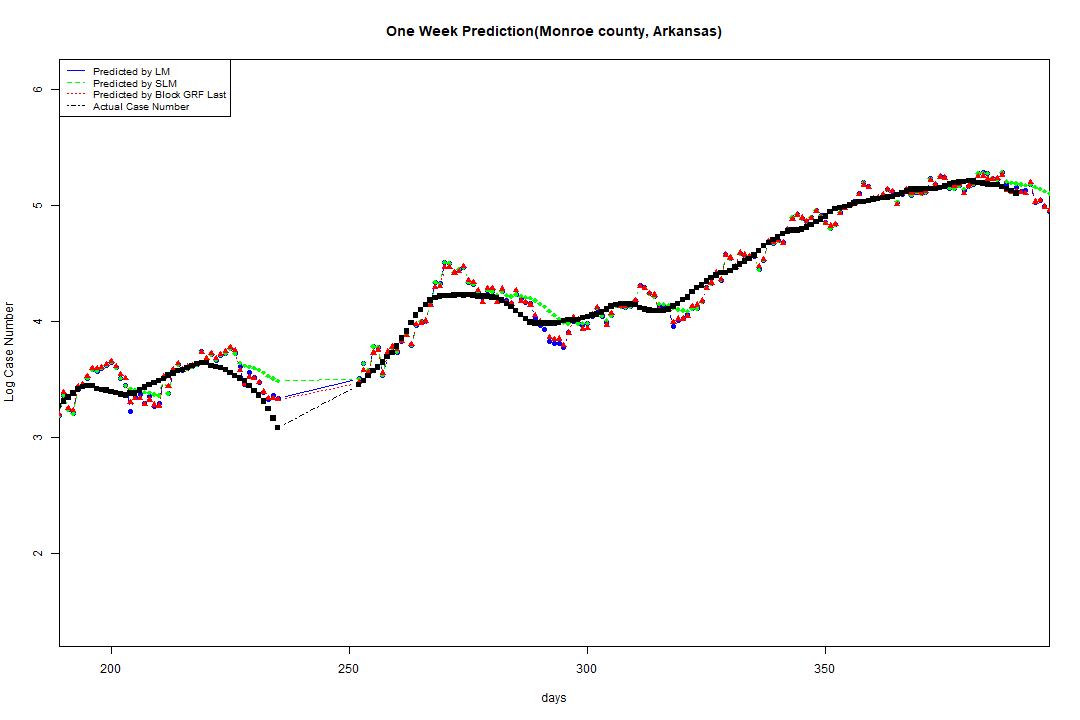 One Week Prediction(Monroe county, Arkansas)
Predicted by LM
Predicted by SLM
Predicted by Block GRF Last
Actual Case Number
6
5
4
3
2
Log Case Number
200 250 300 350
days